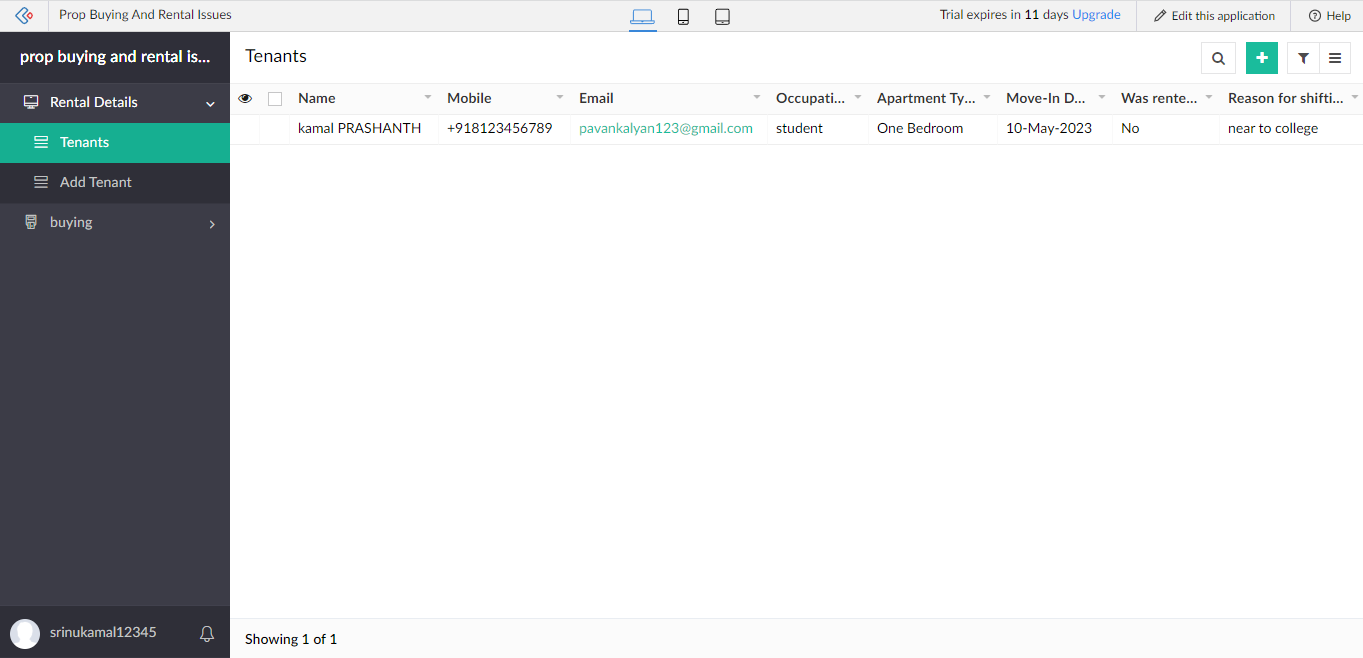 Prop Buying And Rental Issues
Trial expires in 11 days Upgrade
Edit this application
Help
prop buying and rental is...
Tenants
Rental Details
Tenants
Add Tenant
buying
Name Mobile Email Occupati... Apartment Ty... Move-In D... Was rente... Reason for shifti...
kamal PRASHANTH +918123456789 pavankalyan123@gmail.com student One Bedroom 10-May-2023 No near to college
srinukamal12345
Showing 1 of 1